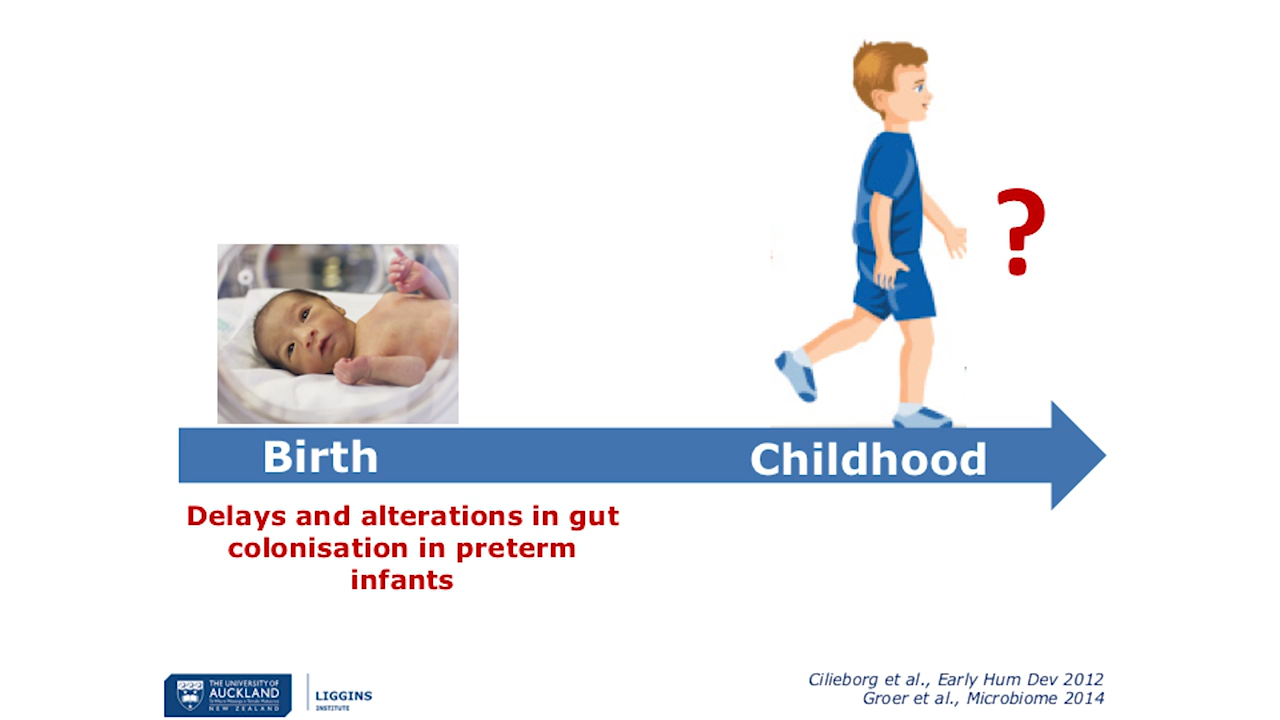 ?
Birth
Childhood
Delays and alterations in gut
colonisation in preterm
infants
THE UNIVERSITY OF
AUCKLAND
NEW ZEALAND
LIGGINS
INSTITUTE
Cilieborg et al., Early Hum Dev 2012
Groer et al., Microbiome 2014